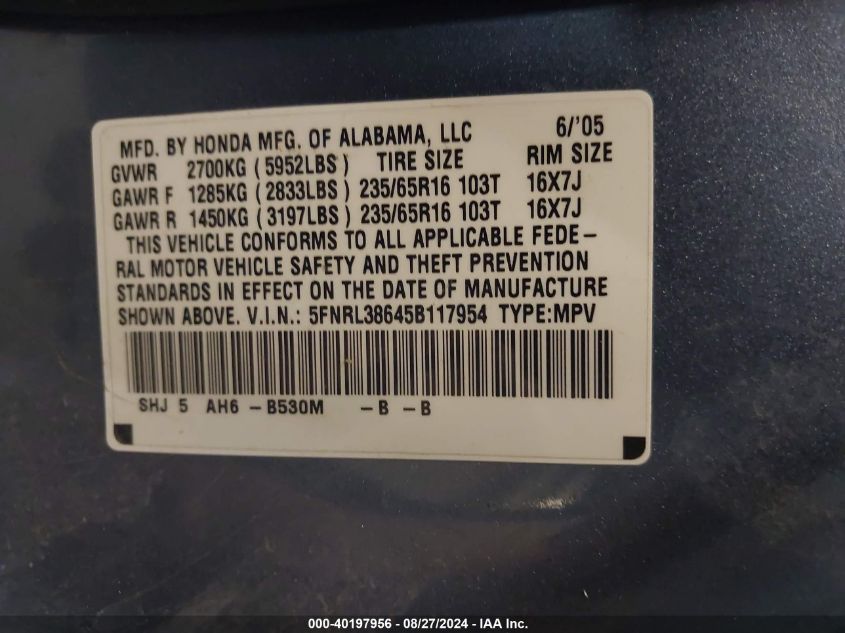 MFD. BY HONDA MFG. OF ALABAMA, LLC 6/'05
GVWR 2700KG (5952LBS) TIRE SIZE RIM SIZE
GAWR F 1285KG (2833LBS) 235/65R16 103T 16X7J
GAWR R 1450KG (3197LBS) 235/65R16 103T 16X7J
THIS VEHICLE CONFORMS TO ALL APPLICABLE FEDE-
RAL MOTOR VEHICLE SAFETY AND THEFT PREVENTION
STANDARDS IN EFFECT ON THE DATE OF MANUFACTURE
SHOWN ABOVE. V.I.N.: 5FNRL38645B117954 TYPE:MPV
SHJ 5 AH6 -B530M -B -B
000-40197956 - 08/27/2024 - IAA Inc.